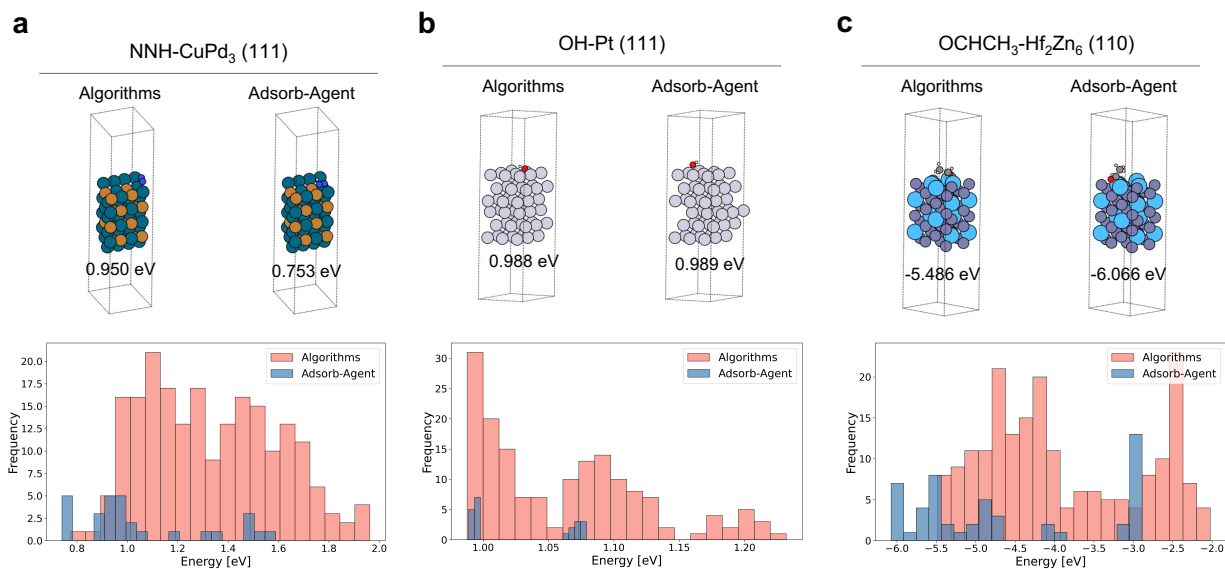 a
NNH-CuPd₃ (111)
Algorithms
Adsorb-Agent
0.950 eV
0.753 eV
Algorithms
Adsorb-Agent
Frequency
20.0
17.5
15.0
12.5
10.0
7.5
5.0
2.5
0.0
0.8
1.0
1.2
1.4
1.6
1.8
2.0
Energy [eV]
b
OH-Pt (111)
Algorithms
Adsorb-Agent
0.988 eV
0.989 eV
Algorithms
Adsorb-Agent
Frequency
30
25
20
15
10
5
0
1.00
1.05
1.10
1.15
1.20
Energy [eV]
c
OCHCH₃-Hf₂Zn₆ (110)
Algorithms
Adsorb-Agent
-5.486 eV
-6.066 eV
Algorithms
Adsorb-Agent
Frequency
20
15
10
5
0
−6.0
−5.5
−5.0
−4.5
−4.0
−3.5
−3.0
−2.5
−2.0
Energy [eV]